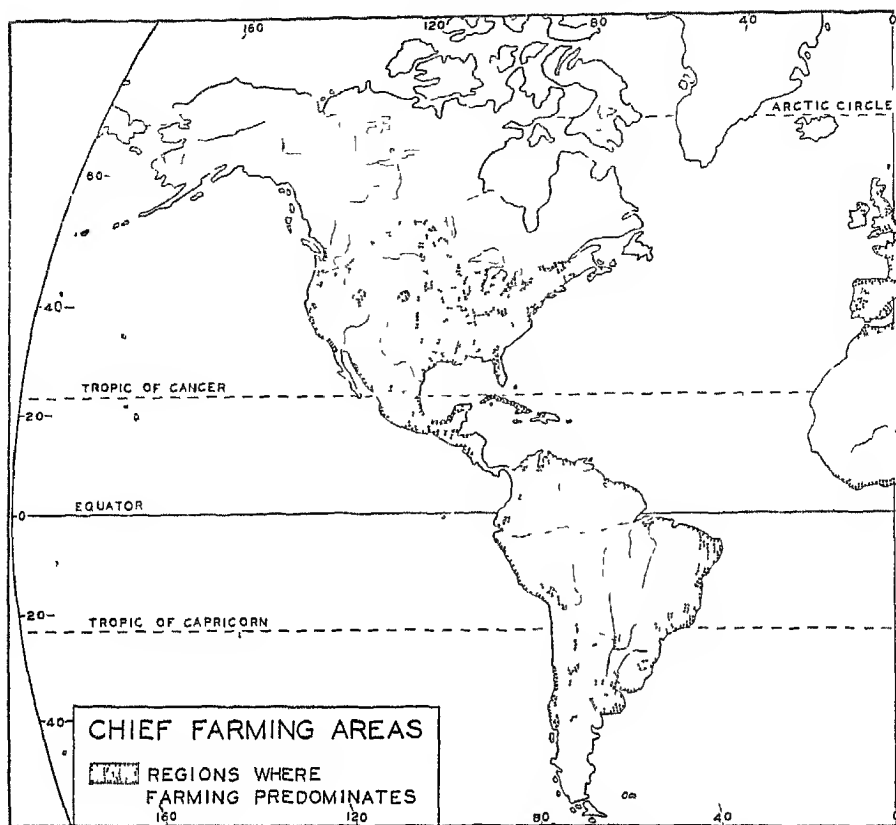 160 120 80 40 0
ARCTIC CIRCLE
60
40
TROPIC OF CANCER
20
EQUATOR
0
20
TROPIC OF CAPRICORN
40
CHIEF FARMING AREAS
REGIONS WHERE
FARMING PREDOMINATES
160 120 80 40